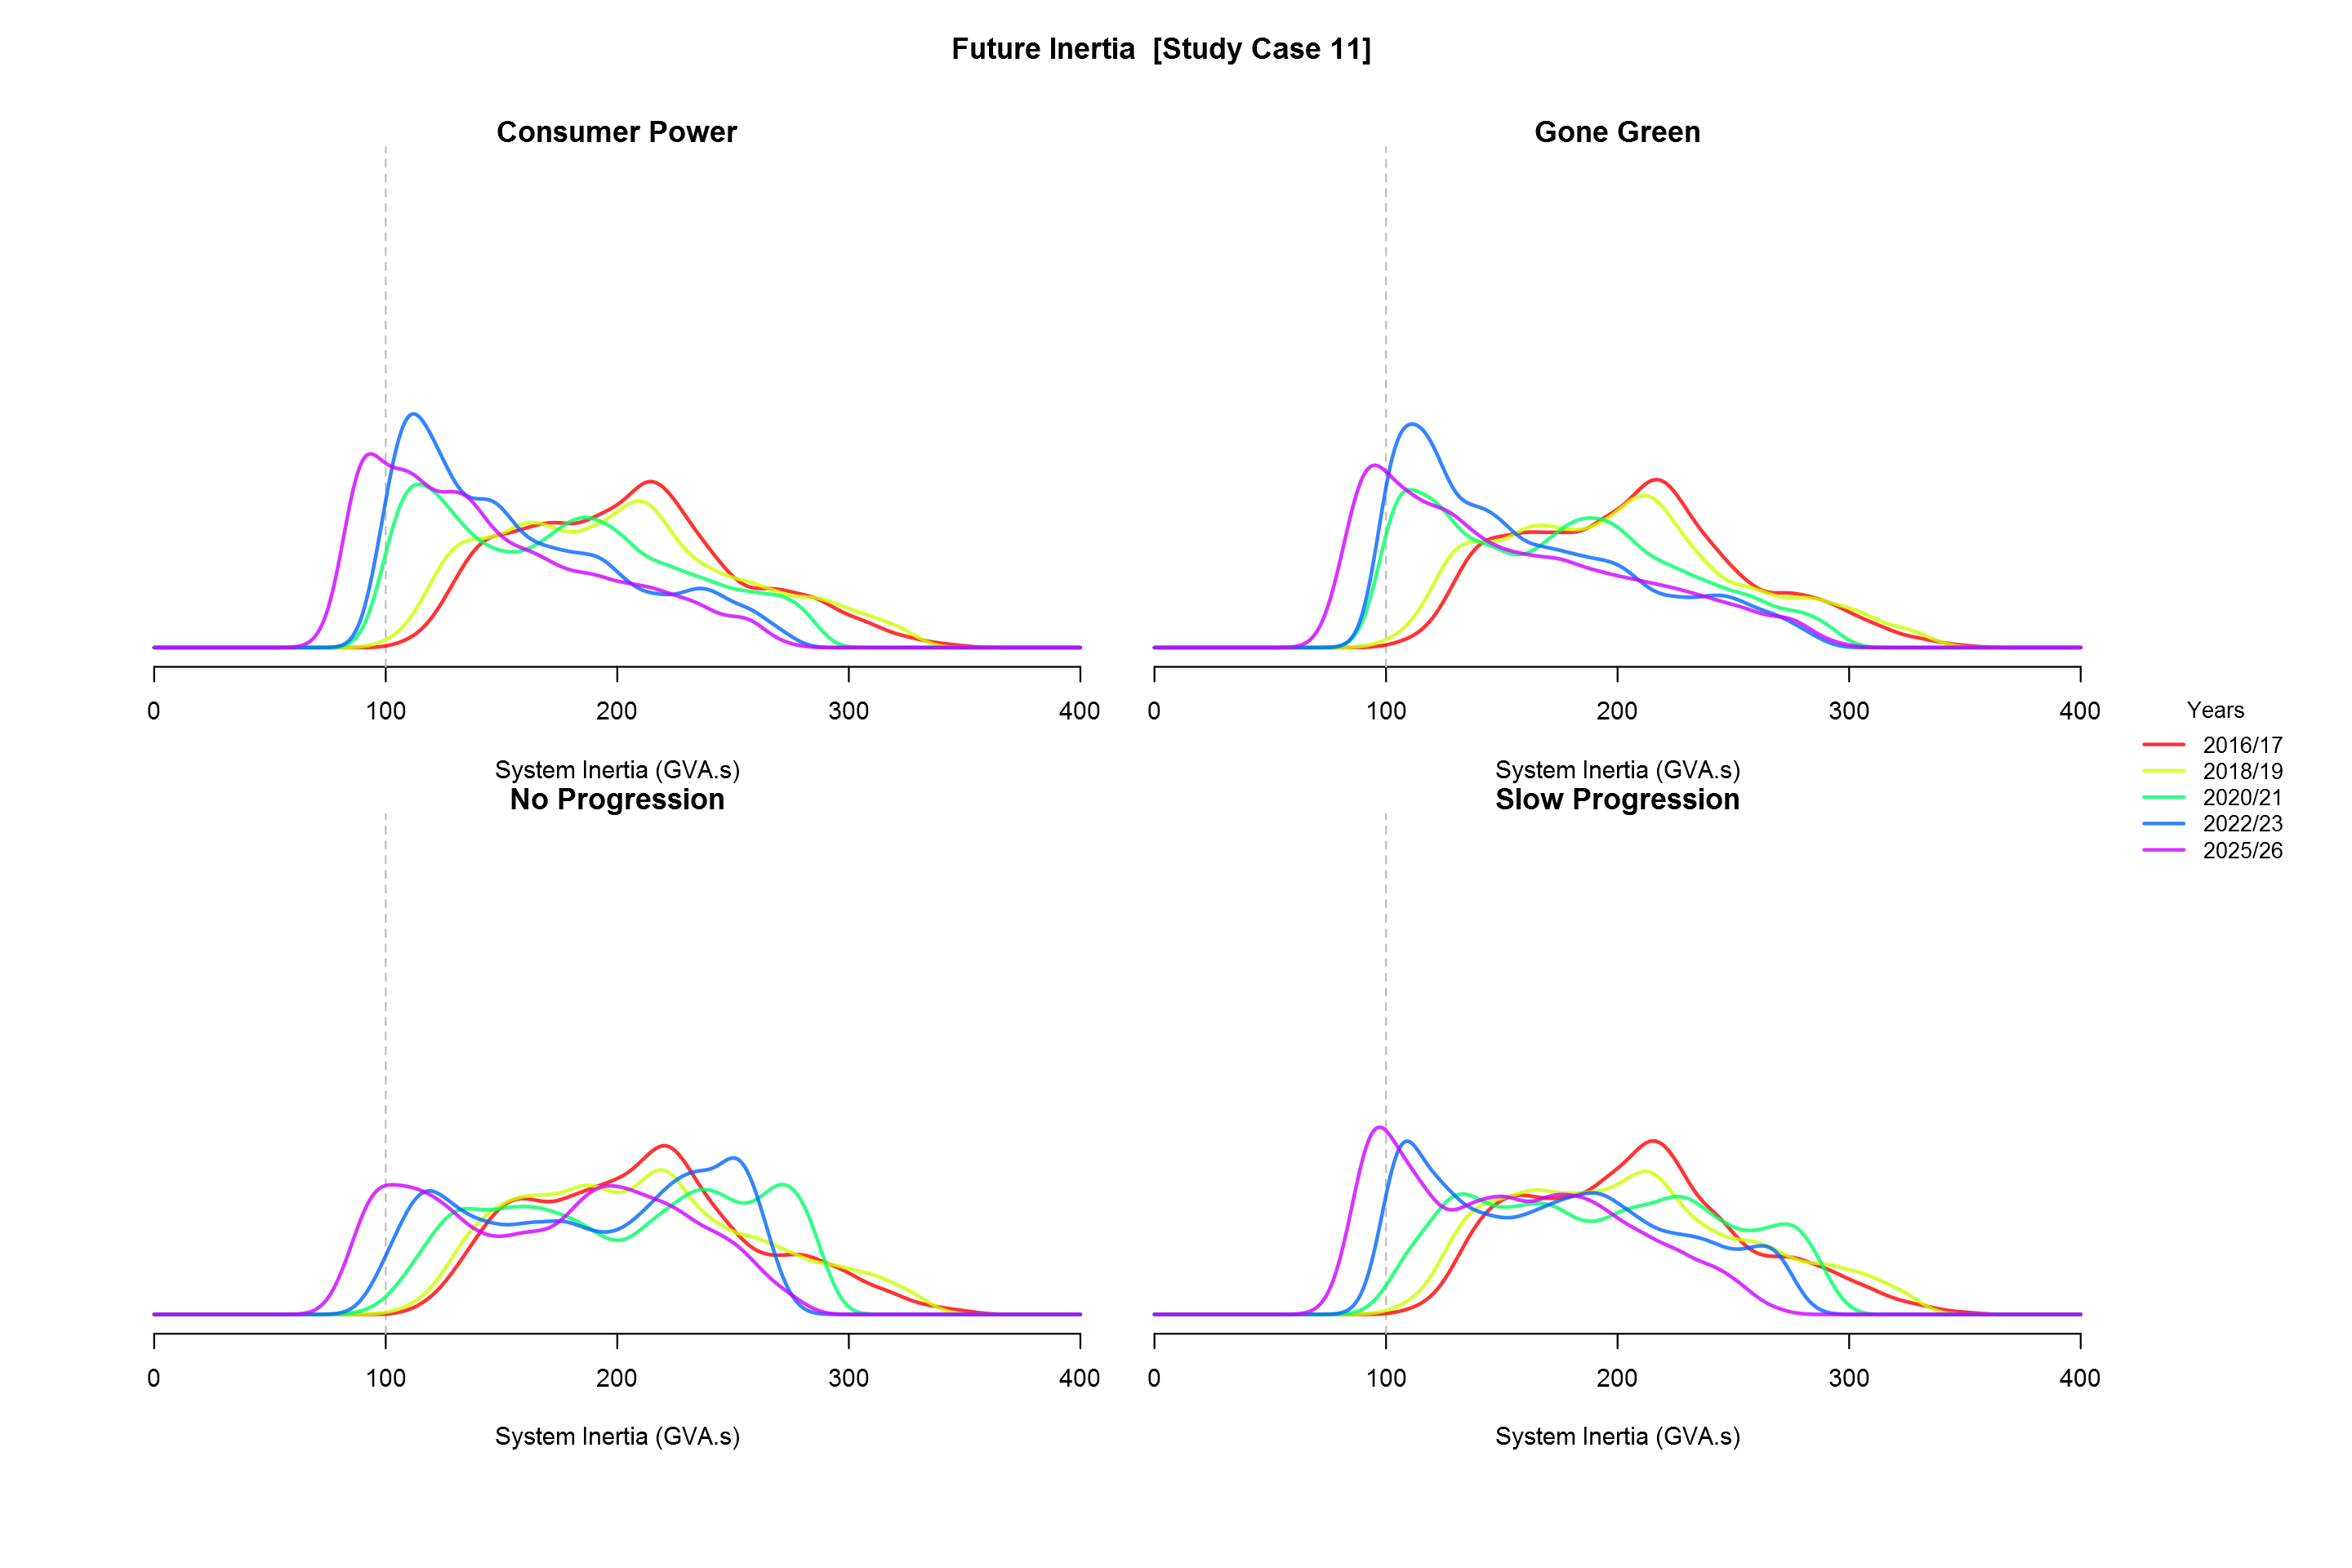 Future Inertia [Study Case 11]
Consumer Power
Gone Green
0 100 200 300 400
0 100 200 300 400
System Inertia (GVA.s)
System Inertia (GVA.s)
Years
2016/17
2018/19
2020/21
2022/23
2025/26
No Progression
Slow Progression
0 100 200 300 400
0 100 200 300 400
System Inertia (GVA.s)
System Inertia (GVA.s)